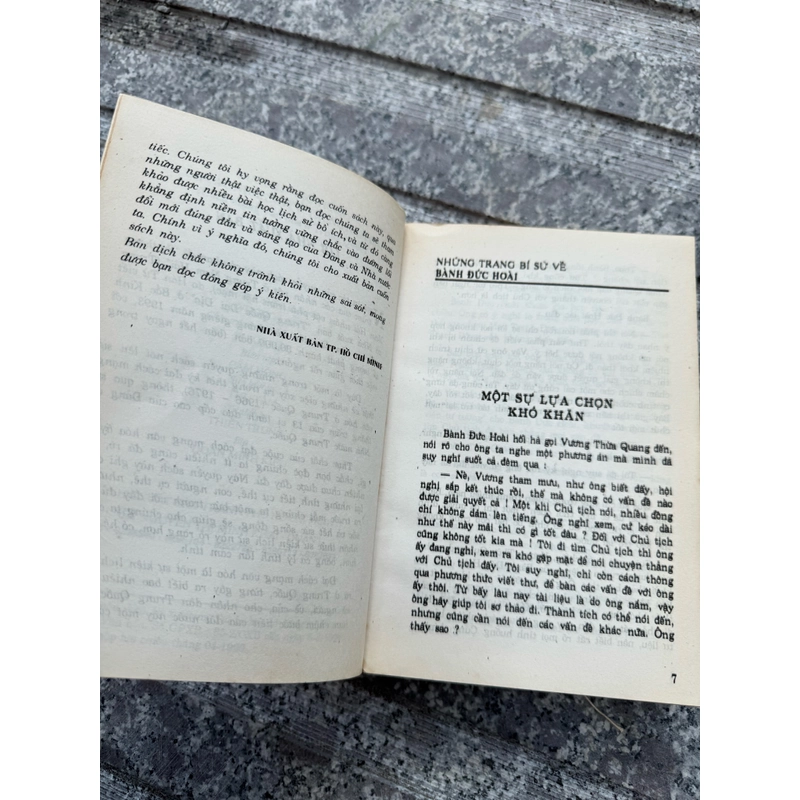 tiếc. Chúng tôi hy vọng rằng đọc cuốn sách này, qua
những người thật việc thật, bạn đọc chúng ta sẽ tham
khảo được nhiều bài học lịch sử bổ ích, và từ đó càng
khẳng định niềm tin tưởng vững chắc vào đường lối
đổi mới đúng đắn và sáng tạo của Đảng và Nhà nước
ta. Chính vì ý nghĩa đó, chúng tôi cho xuất bản cuốn
sách này.
Bản dịch chắc không tránh khỏi những sai sót, mong
được bạn đọc đóng góp ý kiến.
NHÀ XUẤT BẢN TP. HỒ CHÍ MINH
NHỮNG TRANG BÍ SỬ VỀ
BÀNH ĐỨC HOÀI
MỘT SỰ LỰA CHỌN
KHÓ KHĂN
Bành Đức Hoài hối hả gọi Vương Thừa Quang đến,
nói rõ cho ông ta nghe một phương án mà mình đã
suy nghĩ suốt cả đêm qua :
— Nè, Vương tham mưu, như ông biết đấy, hội
nghị sắp kết thúc rồi, thế mà không có vấn đề nào
được giải quyết cả ! Một khi Chủ tịch nói, nhiều đồng
chí không dám lên tiếng. Ông nghĩ xem, cứ kéo dài
như thế này mãi thì có gì tốt đâu ? Đối với Chủ tịch
cũng không tốt kia mà ! Tôi đi tìm Chủ tịch thì ông
ấy đang nghỉ, xem ra khó gặp mặt để nói chuyện thẳng
với Chủ tịch đấy. Tôi suy nghĩ, chỉ còn cách thông
qua phương thức viết thư, để bàn các vấn đề với ông
ấy thôi. Từ bấy lâu nay tài liệu là do ông nắm, vậy
ông hãy giúp tôi sơ thảo đi. Thành tích có thể nói đến,
nhưng cũng cần nói đến các vấn đề khác nữa. Ông
thấy sao ?
7